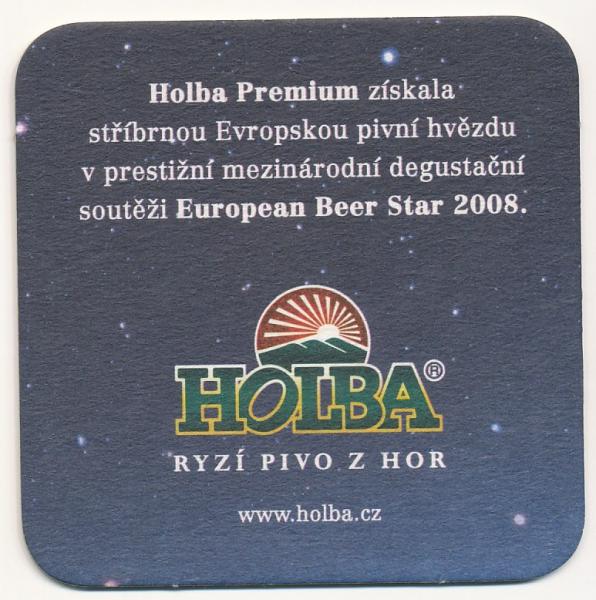 Holba Premium získala
stříbrnou Evropskou pivní hvězdu
v prestižní mezinárodní degustační
soutěži European Beer Star 2008.
HOLBA®
RYZÍ PIVO Z HOR
www.holba.cz